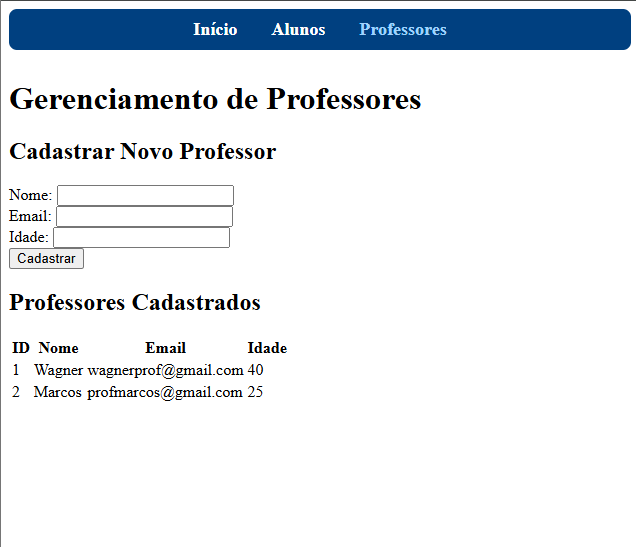 Início Alunos Professores
Gerenciamento de Professores
Cadastrar Novo Professor
Nome:
Email:
Idade:
Cadastrar
Professores Cadastrados
ID Nome Email Idade
1 Wagner wagnerprof@gmail.com 40
2 Marcos profmarcos@gmail.com 25